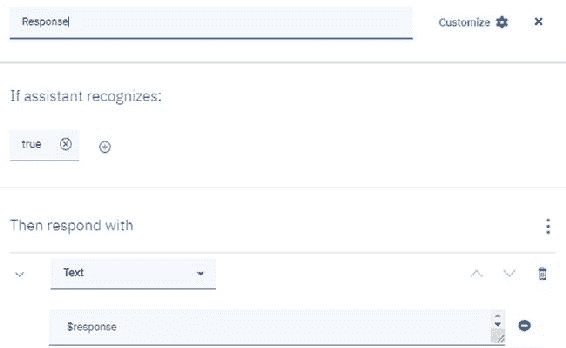 Response
Customize
If assistant recognizes:
true
Then respond with
Text
$response